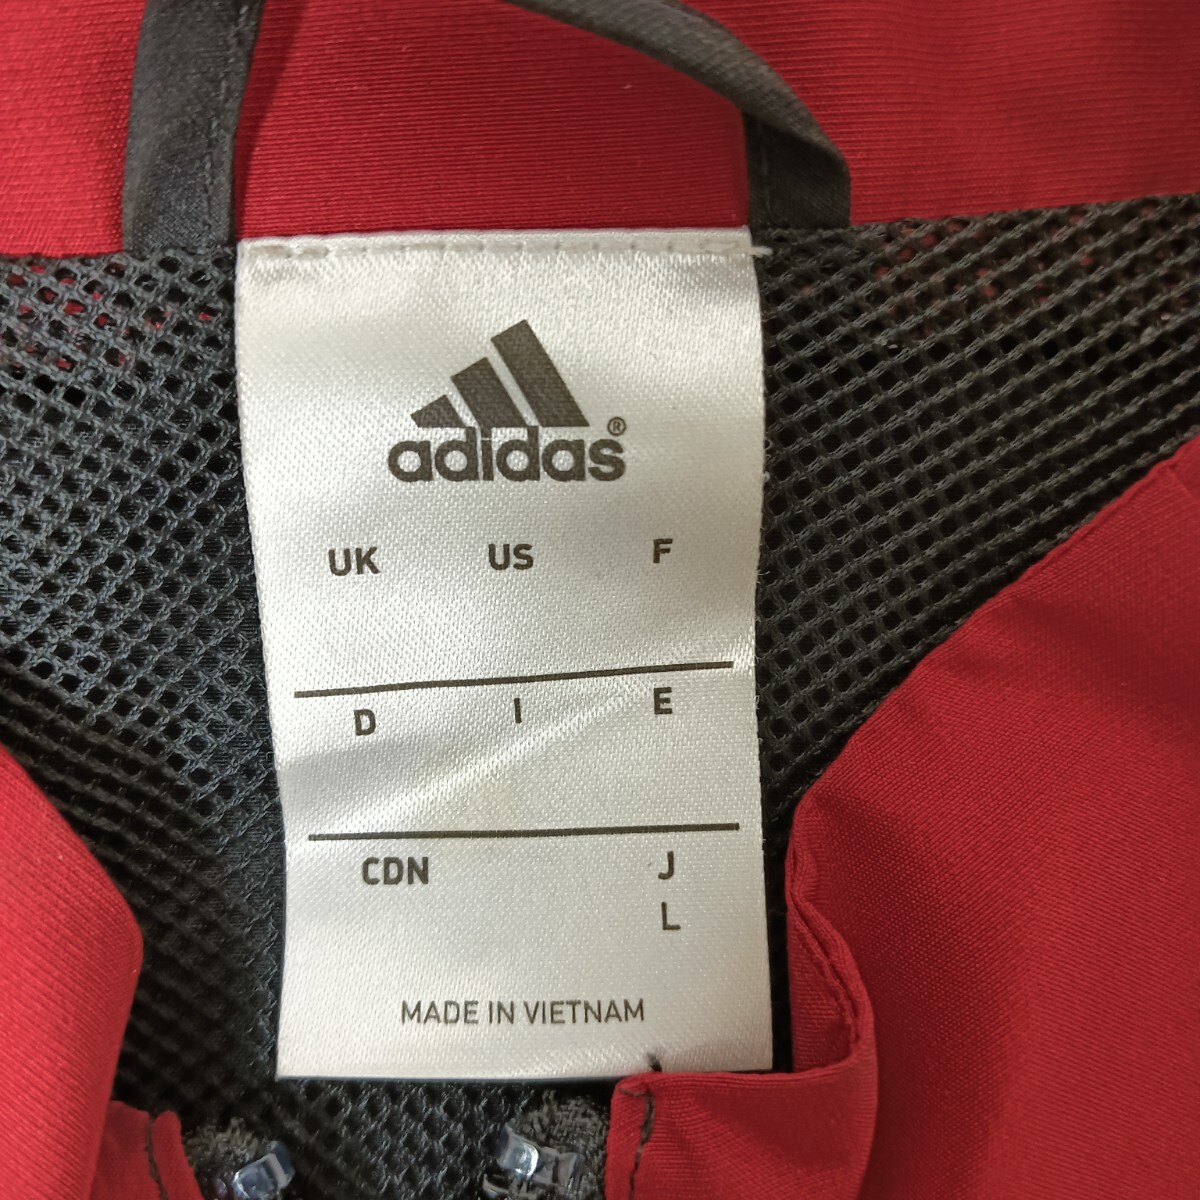 adidas®
UK US F
D I E
CDN J
L
MADE IN VIETNAM